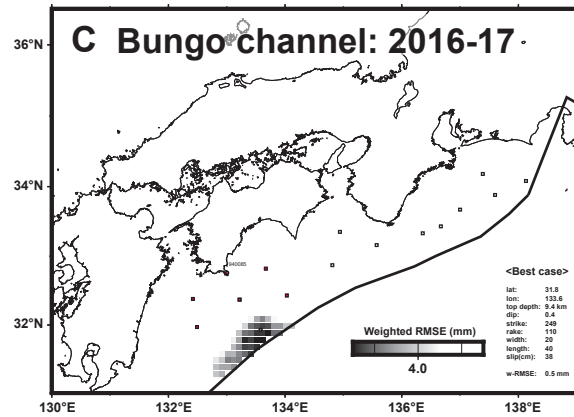 C Bungo channel: 2016-17
36°N
34°N
32°N
130°E
132°E
134°E
136°E
138°E
940085
Weighted RMSE (mm)
4.0
<Best case>
lat: 31.8
lon: 133.6
top depth: 9.4 km
dip: 0.4
strike: 249
rake: 110
width: 20
length: 40
slip(cm): 38
w-RMSE: 0.5 mm